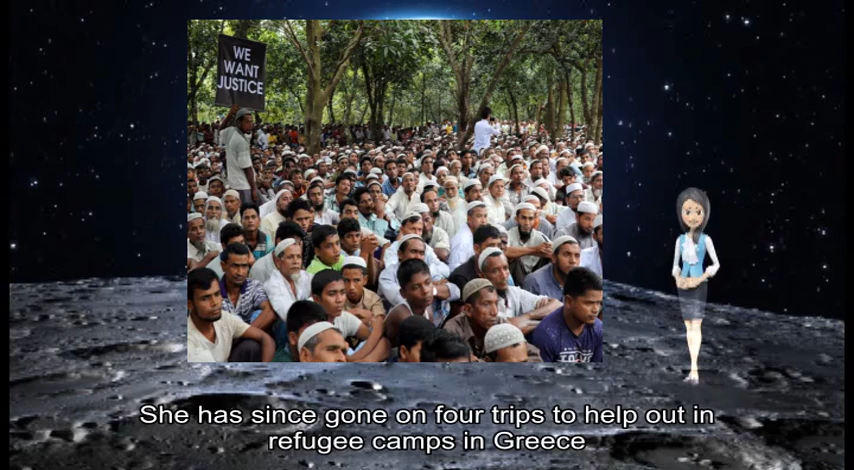 WE
WANT
JUSTICE
She has since gone on four trips to help out in
refugee camps in Greece